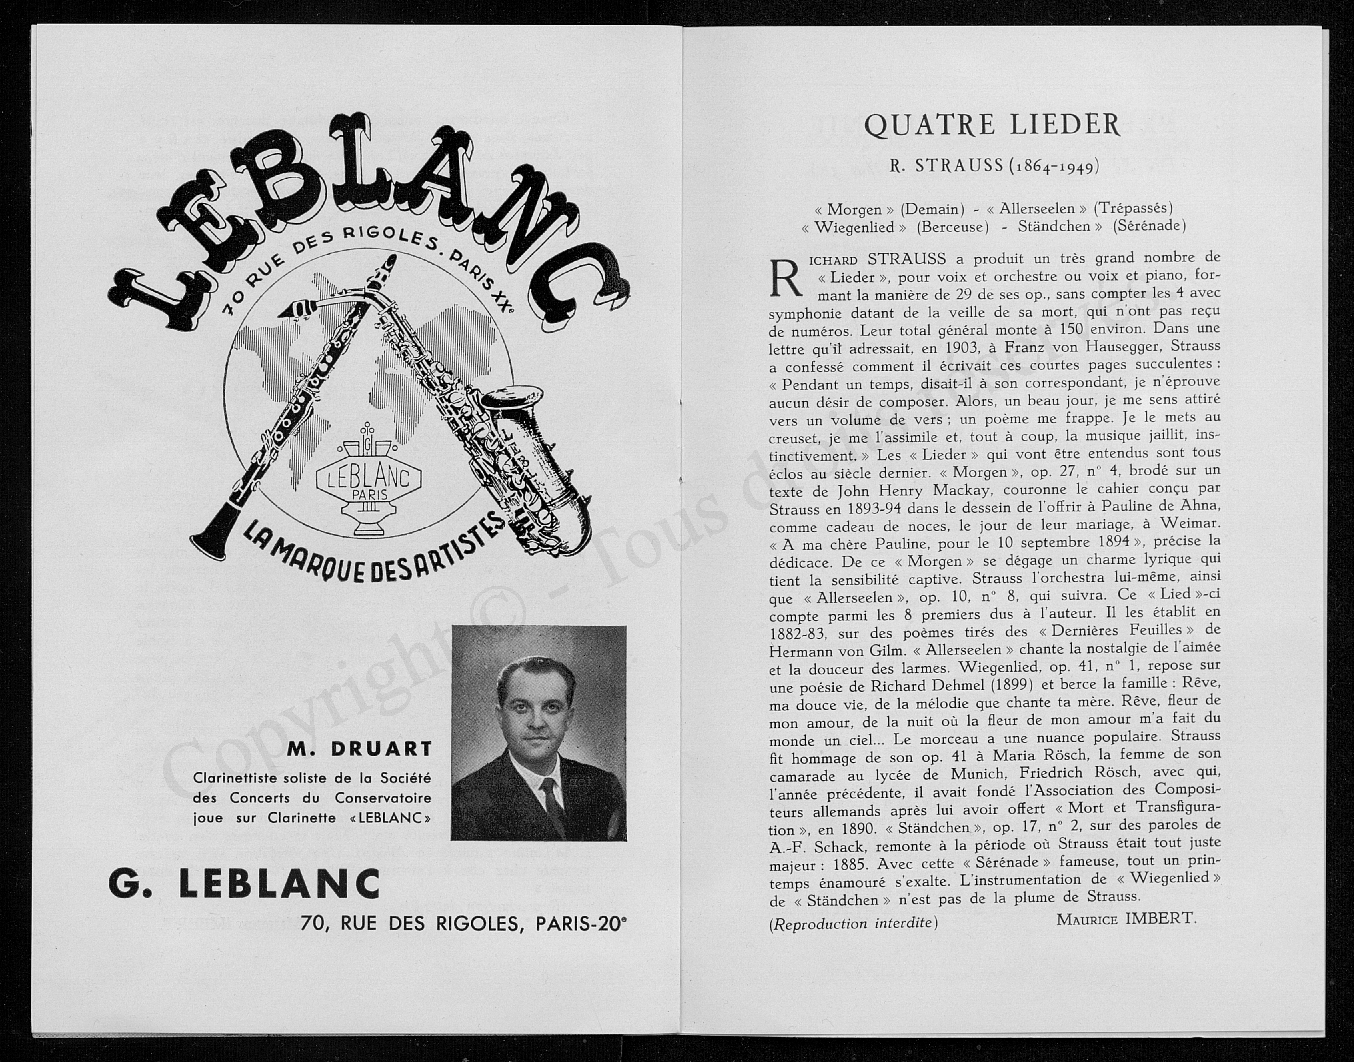 LEBLANC
70 RUE DES RIGOLES. PARIS XXe
LEBLANC
PARIS
LA MARQUE DES ARTISTES
M. DRUART
Clarinettiste soliste de la Société
des Concerts du Conservatoire
joue sur Clarinette «LEBLANC»
G. LEBLANC
70, RUE DES RIGOLES, PARIS-20e
QUATRE LIEDER
R. STRAUSS (1864-1949)
« Morgen » (Demain) - « Allerseelen » (Trépassés)
« Wiegenlied » (Berceuse) - Ständchen » (Sérénade)
RICHARD STRAUSS a produit un très grand nombre de
« Lieder », pour voix et orchestre ou voix et piano, for-
mant la manière de 29 de ses op., sans compter les 4 avec
symphonie datant de la veille de sa mort, qui n'ont pas reçu
de numéros. Leur total général monte à 150 environ. Dans une
lettre qu'il adressait, en 1903, à Franz von Hausegger, Strauss
a confessé comment il écrivait ces courtes pages succulentes :
« Pendant un temps, disait-il à son correspondant, je n'éprouve
aucun désir de composer. Alors, un beau jour, je me sens attiré
vers un volume de vers ; un poème me frappe. Je le mets au
creuset, je me l'assimile et, tout à coup, la musique jaillit, ins-
tinctivement. » Les « Lieder » qui vont être entendus sont tous
éclos au siècle dernier. « Morgen », op. 27, n° 4, brodé sur un
texte de John Henry Mackay, couronne le cahier conçu par
Strauss en 1893-94 dans le dessein de l'offrir à Pauline de Ahna,
comme cadeau de noces, le jour de leur mariage, à Weimar.
« A ma chère Pauline, pour le 10 septembre 1894 », précise la
dédicace. De ce « Morgen » se dégage un charme lyrique qui
tient la sensibilité captive. Strauss l'orchestra lui-même, ainsi
que « Allerseelen », op. 10, n° 8, qui suivra. Ce « Lied »-ci
compte parmi les 8 premiers dus à l'auteur. Il les établit en
1882-83, sur des poèmes tirés des « Dernières Feuilles » de
Hermann von Gilm. « Allerseelen » chante la nostalgie de l'aimée
et la douceur des larmes. Wiegenlied, op. 41, n° 1, repose sur
une poésie de Richard Dehmel (1899) et berce la famille : Rêve,
ma douce vie, de la mélodie que chante ta mère. Rêve, fleur de
mon amour, de la nuit où la fleur de mon amour m'a fait du
monde un ciel... Le morceau a une nuance populaire. Strauss
fit hommage de son op. 41 à Maria Rösch, la femme de son
camarade au lycée de Munich, Friedrich Rösch, avec qui,
l'année précédente, il avait fondé l'Association des Composi-
teurs allemands après lui avoir offert « Mort et Transfigura-
tion », en 1890. « Ständchen », op. 17, n° 2, sur des paroles de
A.-F. Schack, remonte à la période où Strauss était tout juste
majeur : 1885. Avec cette « Sérénade » fameuse, tout un prin-
temps énamouré s'exalte. L'instrumentation de « Wiegenlied »
de « Ständchen » n'est pas de la plume de Strauss.
(Reproduction interdite) MAURICE IMBERT.
Copyright © - Tous d